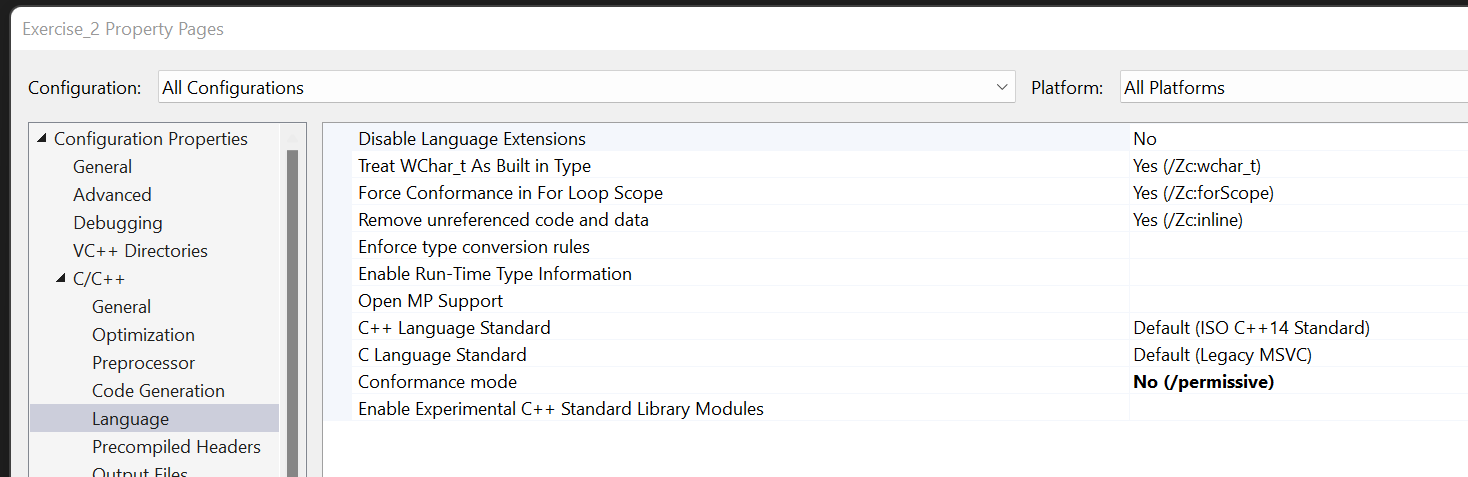 Exercise_2 Property Pages
Configuration: All Configurations Platform: All Platforms
Configuration Properties
General
Advanced
Debugging
VC++ Directories
C/C++
General
Optimization
Preprocessor
Code Generation
Language
Precompiled Headers
Output Files
Disable Language Extensions No
Treat WChar_t As Built in Type Yes (/Zc:wchar_t)
Force Conformance in For Loop Scope Yes (/Zc:forScope)
Remove unreferenced code and data Yes (/Zc:inline)
Enforce type conversion rules
Enable Run-Time Type Information
Open MP Support
C++ Language Standard Default (ISO C++14 Standard)
C Language Standard Default (Legacy MSVC)
Conformance mode No (/permissive)
Enable Experimental C++ Standard Library Modules